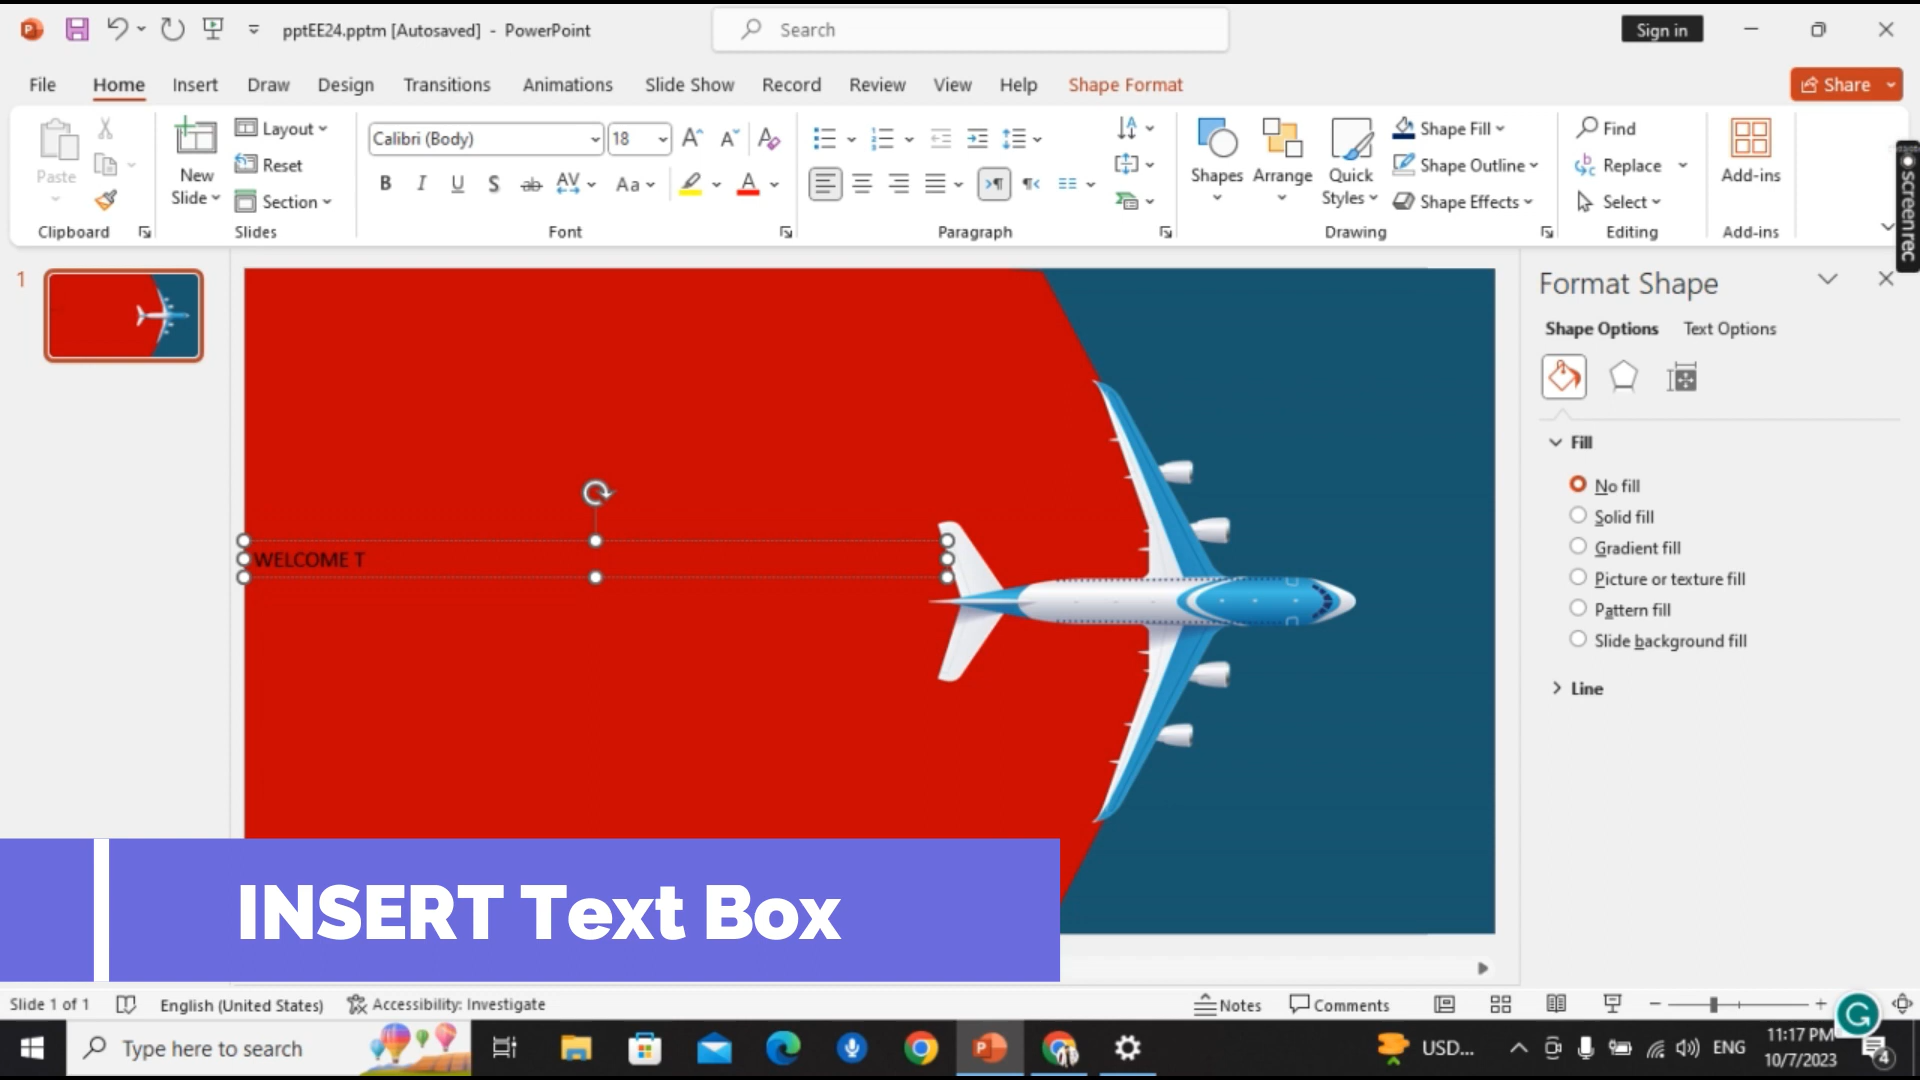 pptEE24.pptm [Autosaved] - PowerPoint
Search
Sign in
File Home Insert Draw Design Transitions Animations Slide Show Record Review View Help Shape Format
Share
Paste
Clipboard
New Slide
Layout
Reset
Section
Slides
Calibri (Body) 18
B I U S ab AV Aa A
Font
Paragraph
Shapes
Arrange
Quick Styles
Shape Fill
Shape Outline
Shape Effects
Drawing
Find
Replace
Select
Editing
Add-ins
Add-ins
screenrec
1
WELCOME T
Format Shape
Shape Options Text Options
Fill
No fill
Solid fill
Gradient fill
Picture or texture fill
Pattern fill
Slide background fill
Line
INSERT Text Box
Slide 1 of 1 English (United States) Accessibility: Investigate
Notes Comments
Type here to search
USD...
ENG
11:17 PM
10/7/2023
4